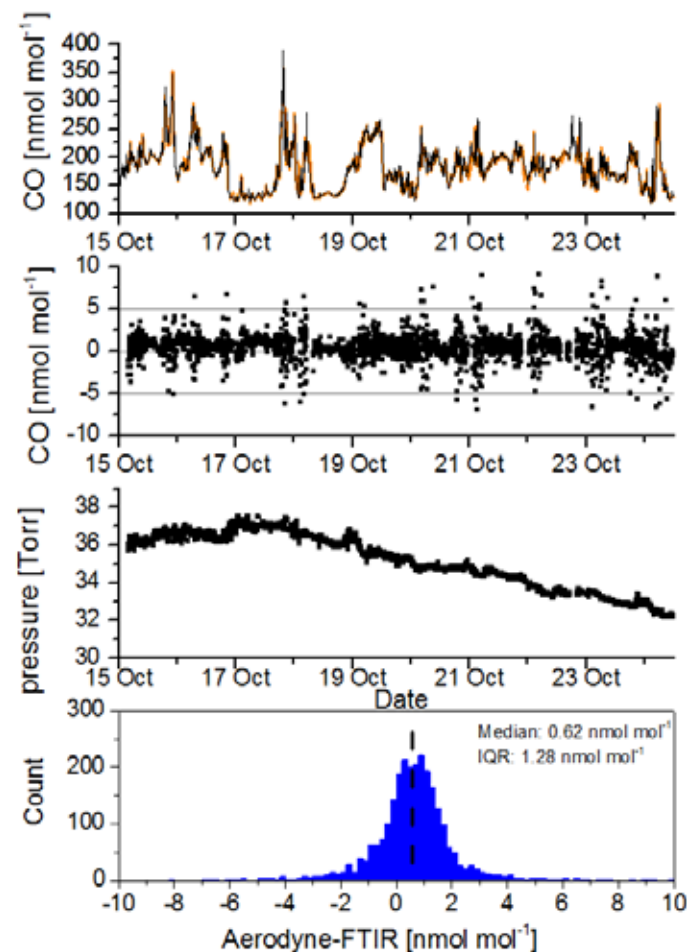 CO [nmol mol⁻¹]
400
350
300
250
200
150
100
15 Oct 17 Oct 19 Oct 21 Oct 23 Oct
CO [nmol mol⁻¹]
10
5
0
-5
-10
15 Oct 17 Oct 19 Oct 21 Oct 23 Oct
pressure [Torr]
38
36
34
32
30
15 Oct 17 Oct 19 Oct 21 Oct 23 Oct
Date
Count
300
200
100
0
Median: 0.62 nmol mol⁻¹
IQR: 1.28 nmol mol⁻¹
-10 -8 -6 -4 -2 0 2 4 6 8 10
Aerodyne-FTIR [nmol mol⁻¹]